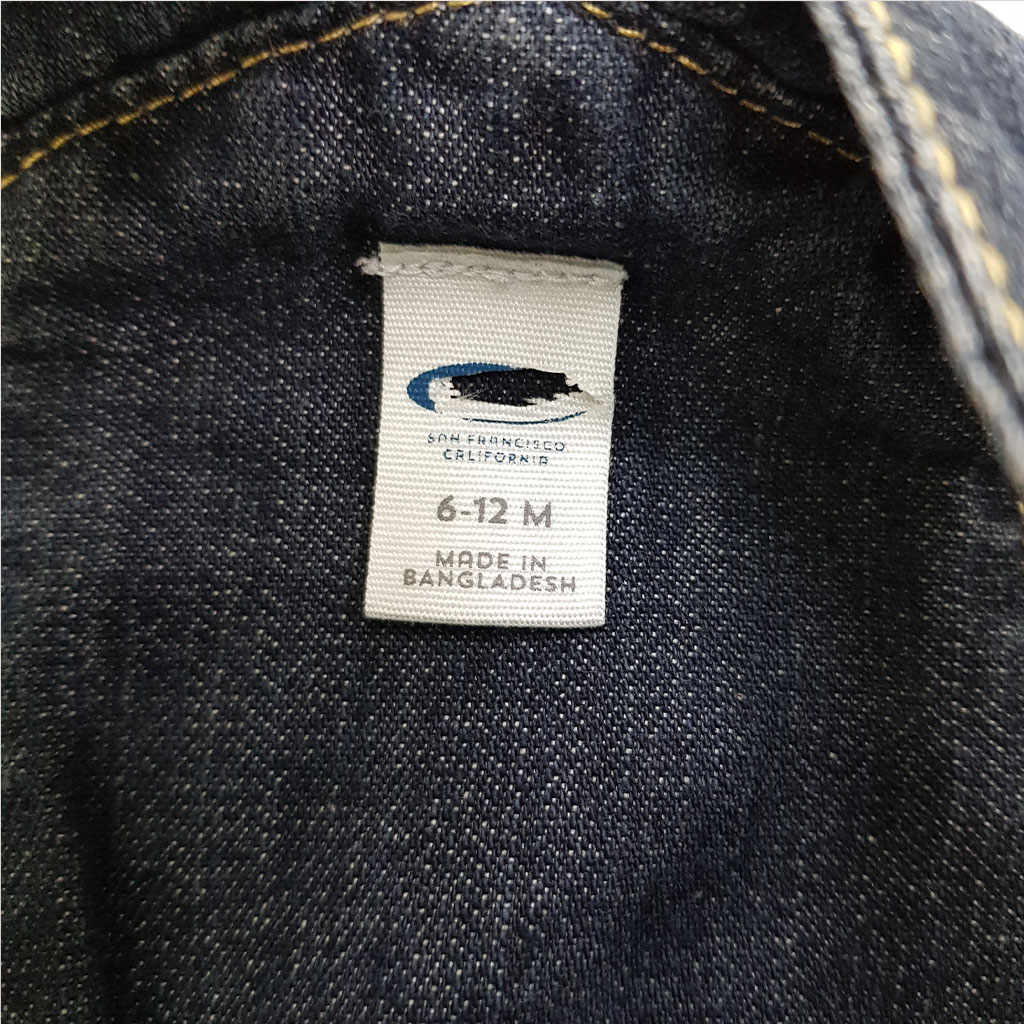 SAN FRANCISCO
CALIFORNIA
6-12 M
MADE IN
BANGLADESH